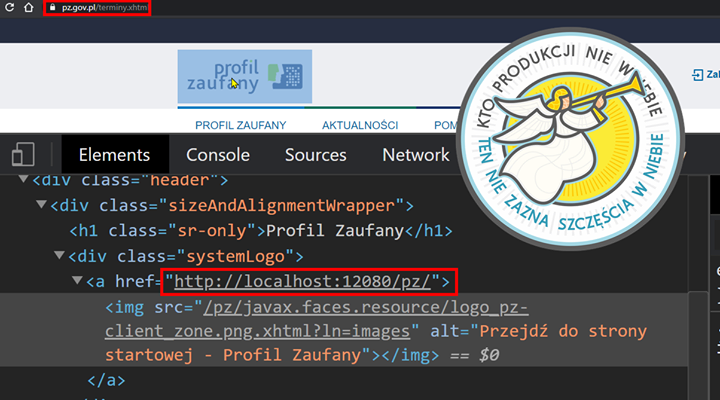 pz.gov.pl/terminy.xhtml
profil
zaufany
Zal
PROFIL ZAUFANY AKTUALNOŚCI POM
KTO PRODUKCJI NIE W NIEBIE
TEN NIE ZAZNA SZCZĘŚCIA W NIEBIE
Elements Console Sources Network
<div class="header">
<div class="sizeAndAlignmentWrapper">
<h1 class="sr-only">Profil Zaufany</h1>
<div class="systemLogo">
<a href="http://localhost:12080/pz/">
<img src="/pz/javax.faces.resource/logo_pz-
client_zone.png.xhtml?ln=images" alt="Przejdź do strony
startowej - Profil Zaufany"></img> == $0
</a>